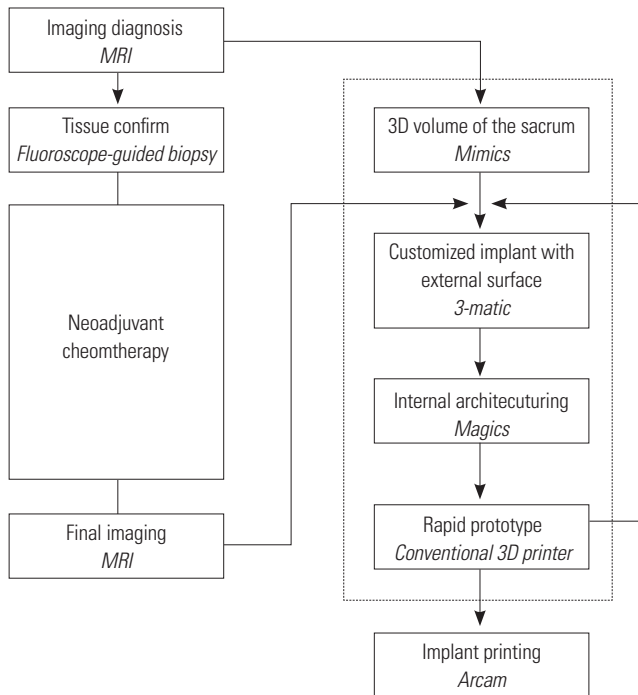 Imaging diagnosis
MRI
Tissue confirm
Fluoroscope-guided biopsy
Neoadjuvant
cheomtherapy
Final imaging
MRI
3D volume of the sacrum
Mimics
Customized implant with
external surface
3-matic
Internal architecuturing
Magics
Rapid prototype
Conventional 3D printer
Implant printing
Arcam